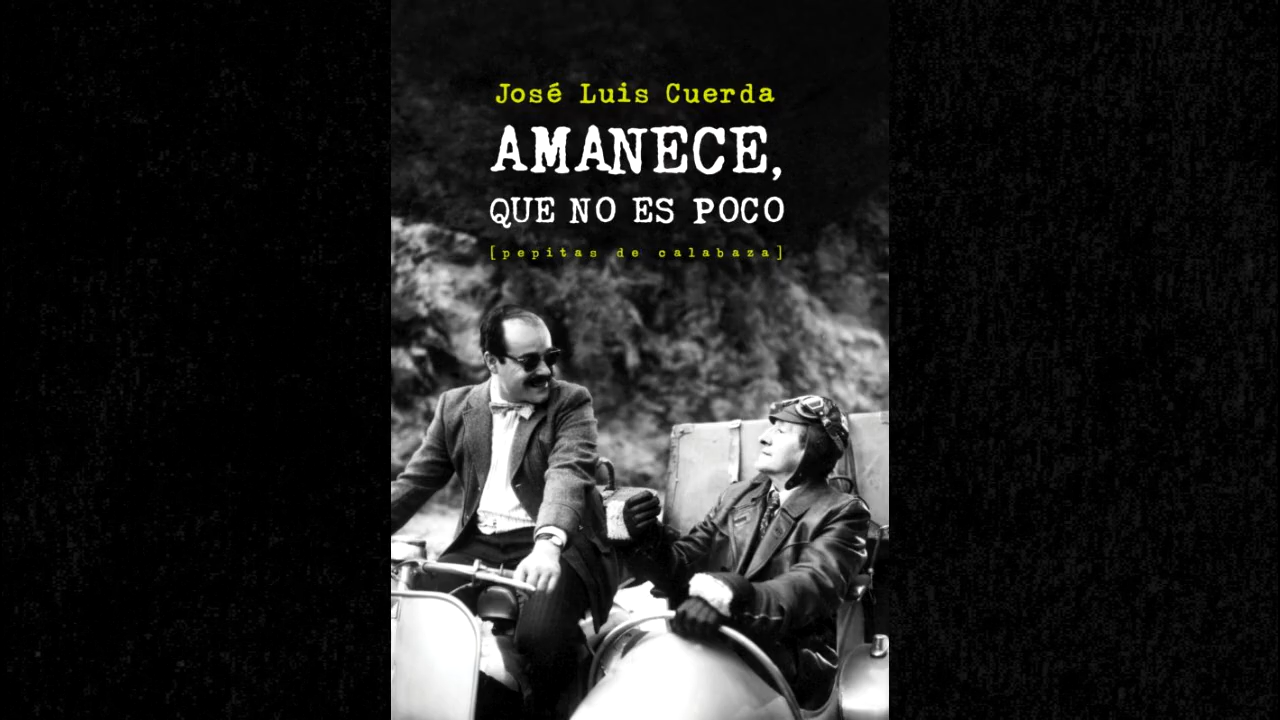 José Luis Cuerda
AMANECE,
QUE NO ES POCO
[pepitas de calabaza]